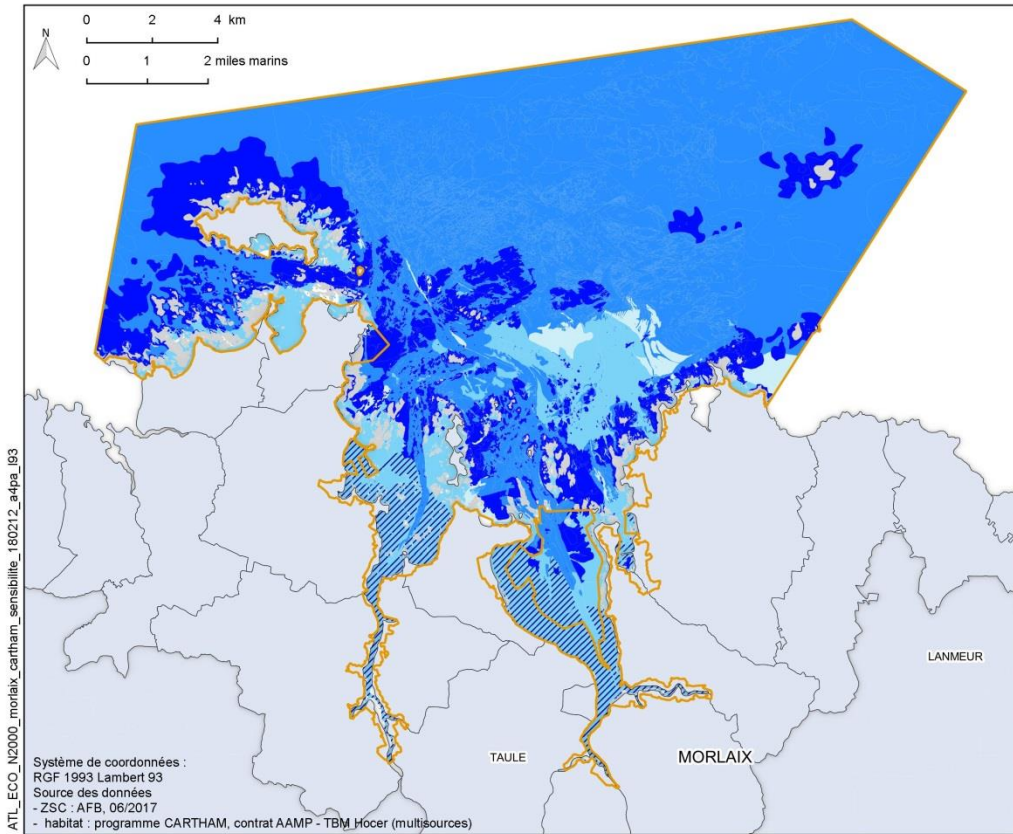 0 2 4 km
N
0 1 2 miles marins
LANMEUR
TAULE
MORLAIX
Système de coordonnées :
RGF 1993 Lambert 93
Source des données
- ZSC : AFB, 06/2017
- habitat : programme CARTHAM, contrat AAMP - TBM Hocer (multisources)
ATL_ECO_N2000_morlaix_cartham_sensibilite_180212_a4pa_l93